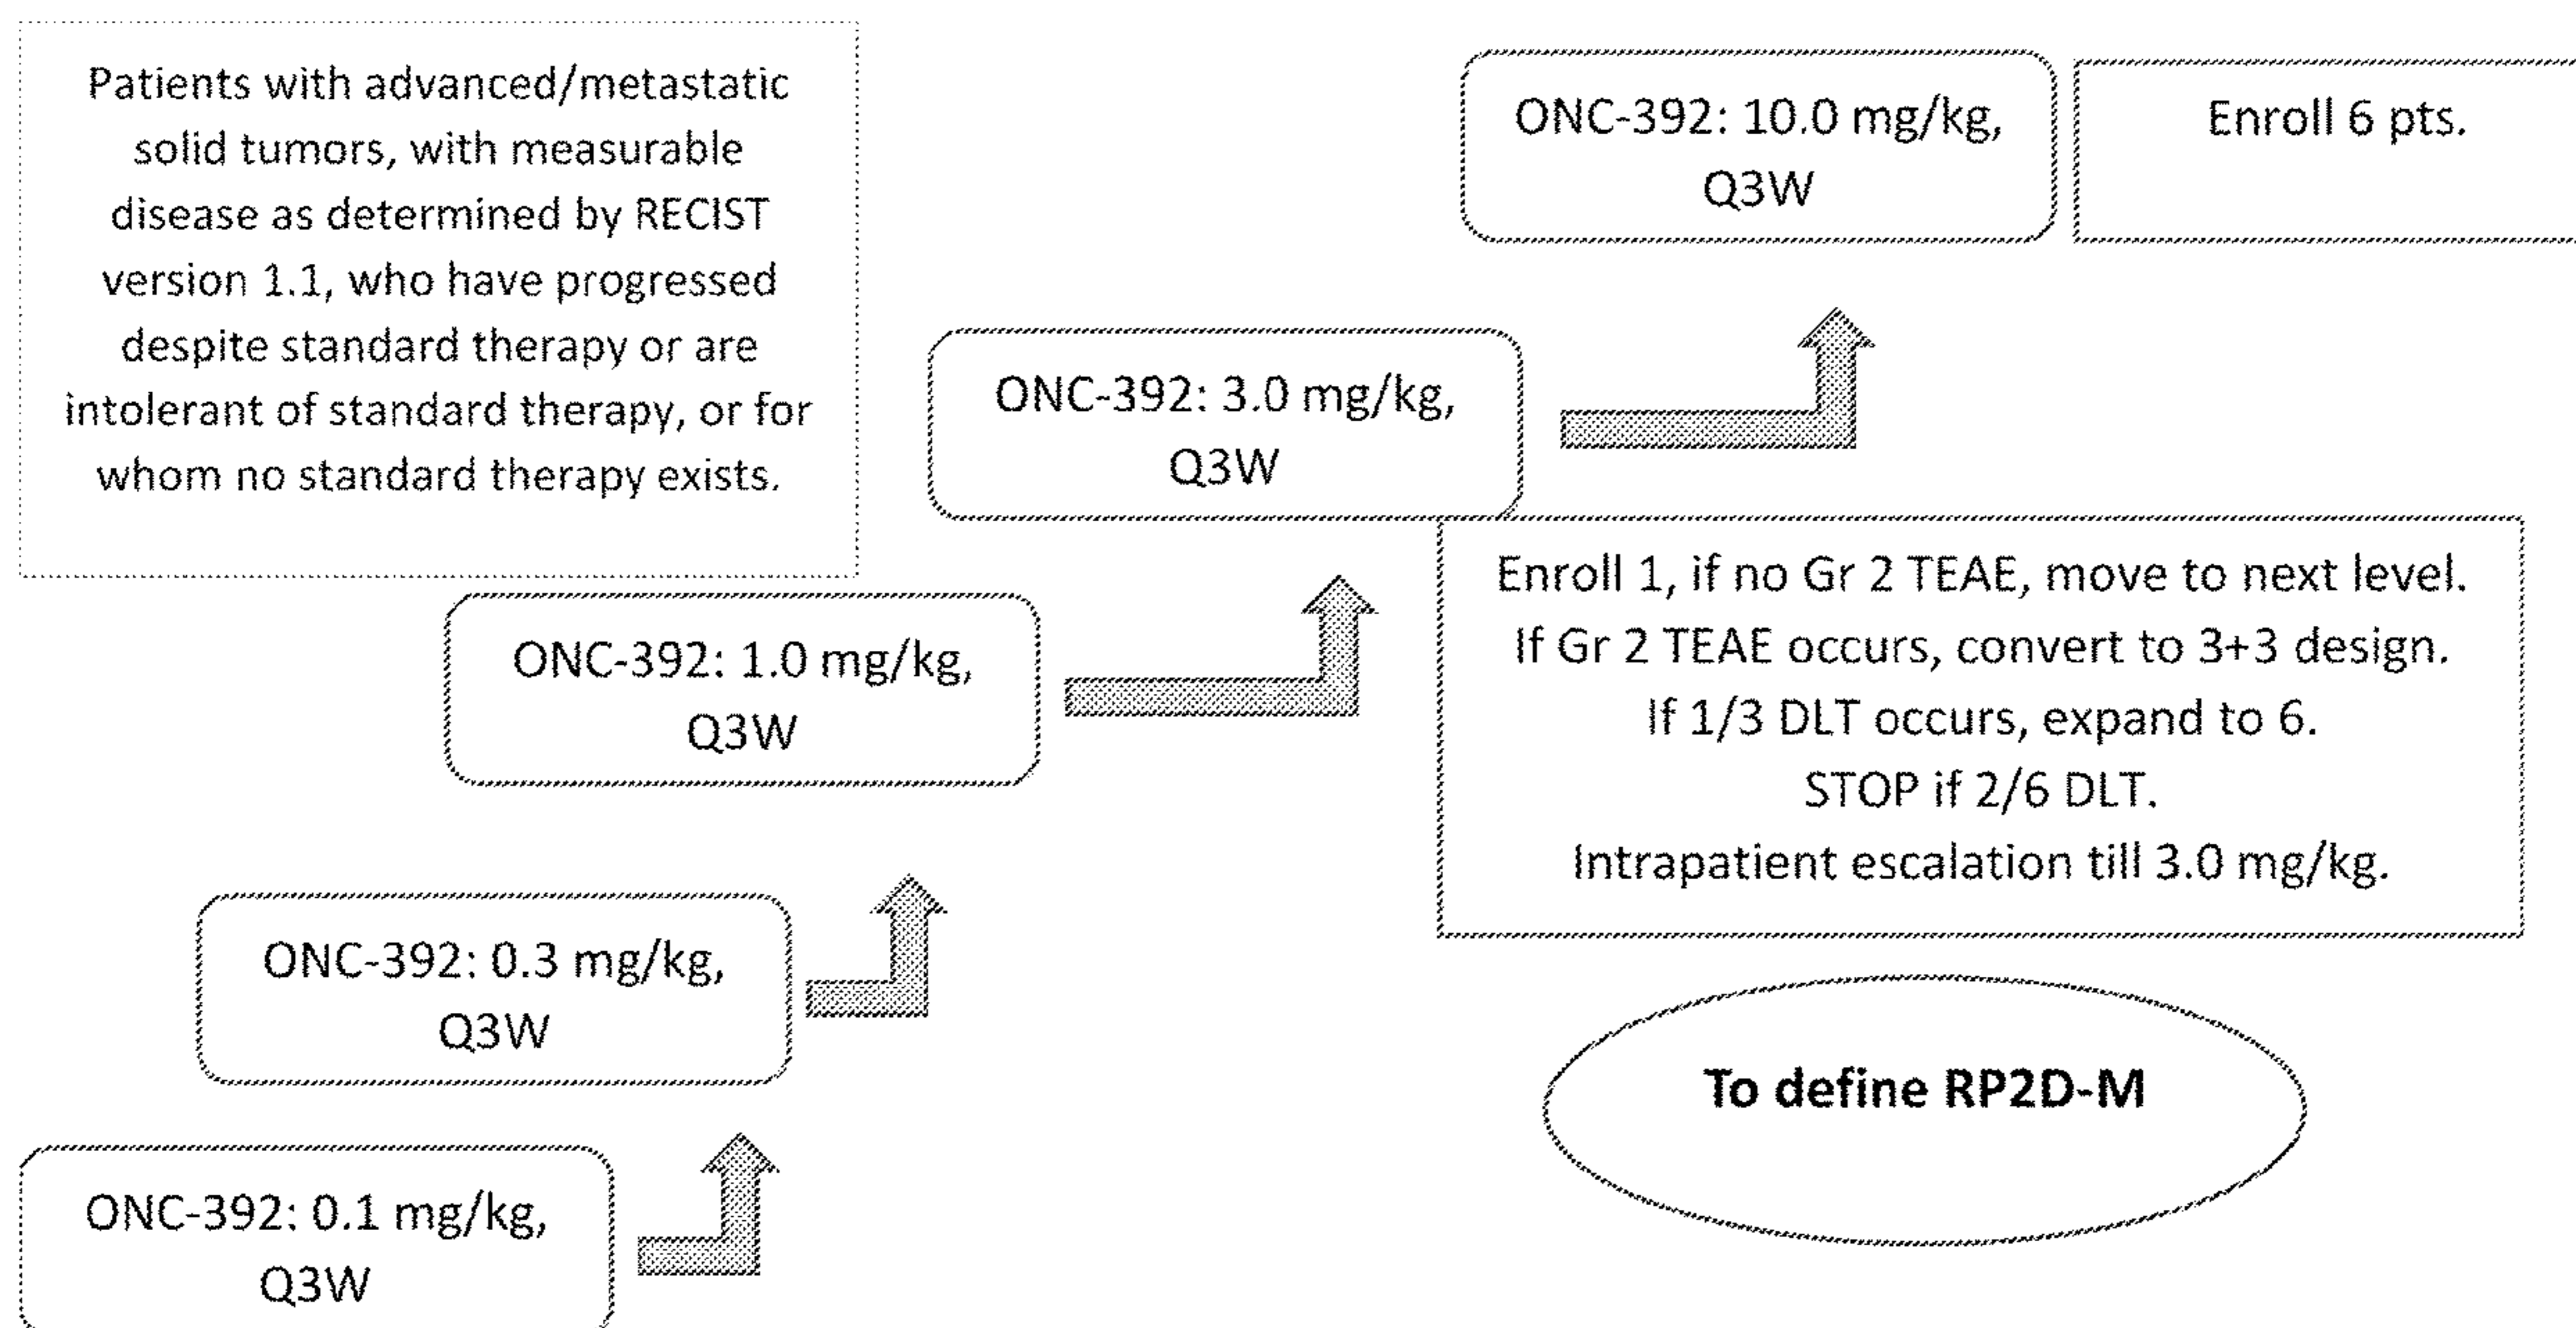 Patients with advanced/metastatic
solid tumors, with measurable
disease as determined by RECIST
version 1.1, who have progressed
despite standard therapy or are
intolerant of standard therapy, or for
whom no standard therapy exists.
ONC-392: 10.0 mg/kg,
Q3W
Enroll 6 pts.
ONC-392: 3.0 mg/kg,
Q3W
Enroll 1, if no Gr 2 TEAE, move to next level.
If Gr 2 TEAE occurs, convert to 3+3 design.
If 1/3 DLT occurs, expand to 6.
STOP if 2/6 DLT.
Intrapatient escalation till 3.0 mg/kg.
ONC-392: 1.0 mg/kg,
Q3W
ONC-392: 0.3 mg/kg,
Q3W
To define RP2D-M
ONC-392: 0.1 mg/kg,
Q3W